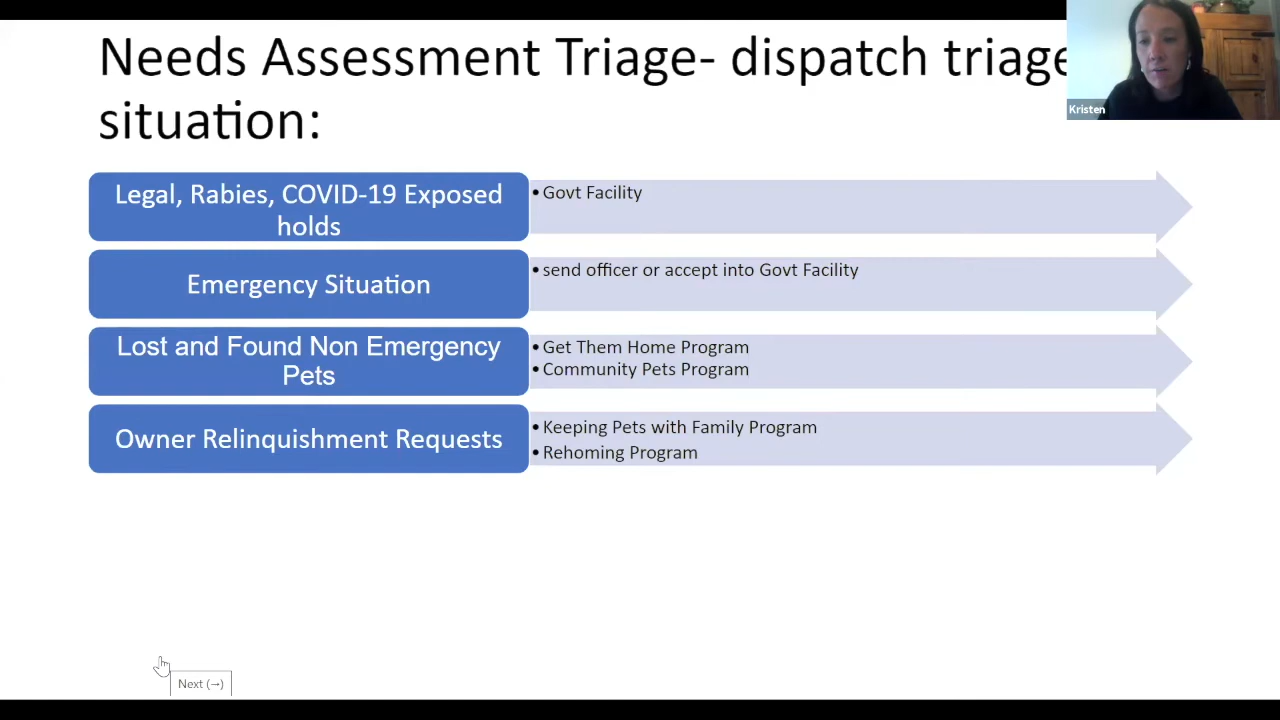 Needs Assessment Triage- dispatch triage
situation:
Kristen
Legal, Rabies, COVID-19 Exposed
holds
• Govt Facility
Emergency Situation
• send officer or accept into Govt Facility
Lost and Found Non Emergency
Pets
• Get Them Home Program
• Community Pets Program
Owner Relinquishment Requests
• Keeping Pets with Family Program
• Rehoming Program
Next (→)